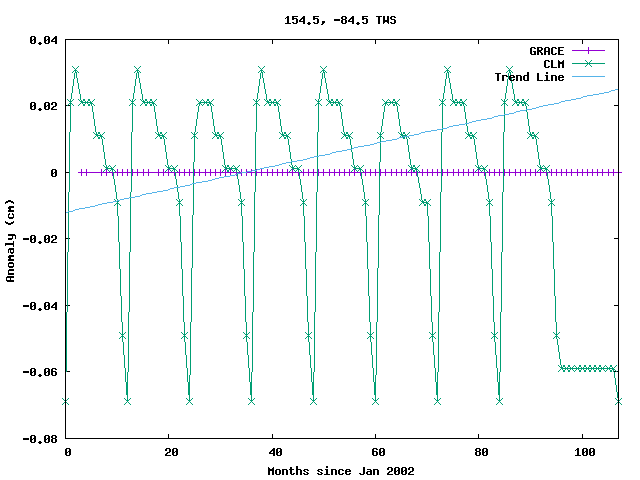 154.5, -84.5 TWS
GRACE
CLM
Trend Line
0.04
0.02
0
-0.02
-0.04
-0.06
-0.08
Anomaly (cm)
0 20 40 60 80 100
Months since Jan 2002